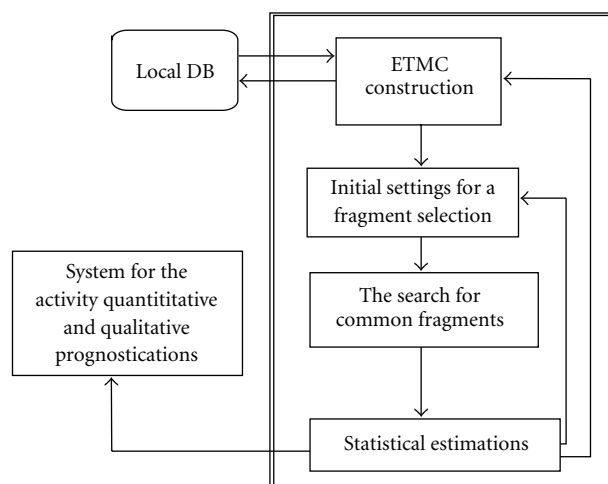 Local DB
ETMC
construction
Initial settings for a
fragment selection
System for the
activity quantititative
and qualitative
prognostications
The search for
common fragments
Statistical estimations